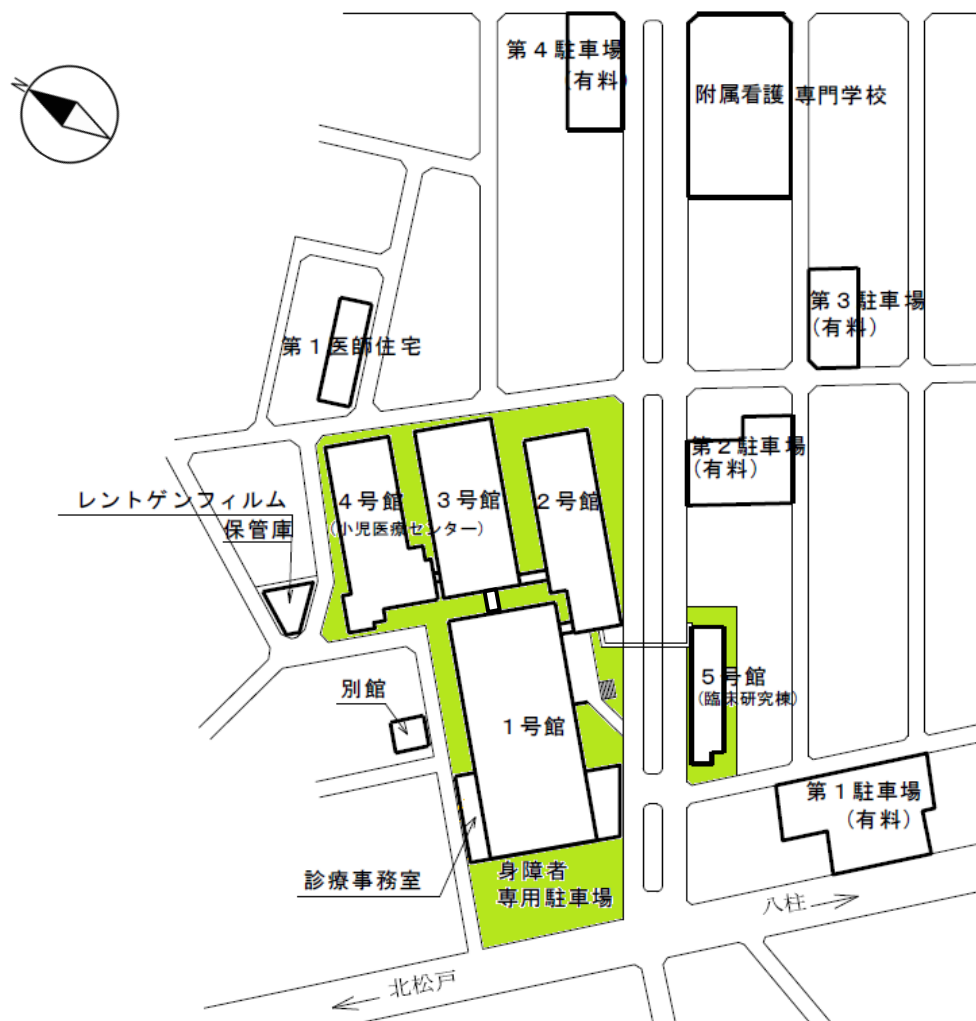 第４駐車場
(有料)
附属看護 専門学校
N
第３駐車場
(有料)
第１医師住宅
第２駐車場
(有料)
レントゲンフィルム
保管庫
４号館
(小児医療センター)
３号館
２号館
５号館
(臨床研究棟)
別館
１号館
第１駐車場
(有料)
診療事務室
身障者
専用駐車場
八柱
北松戸